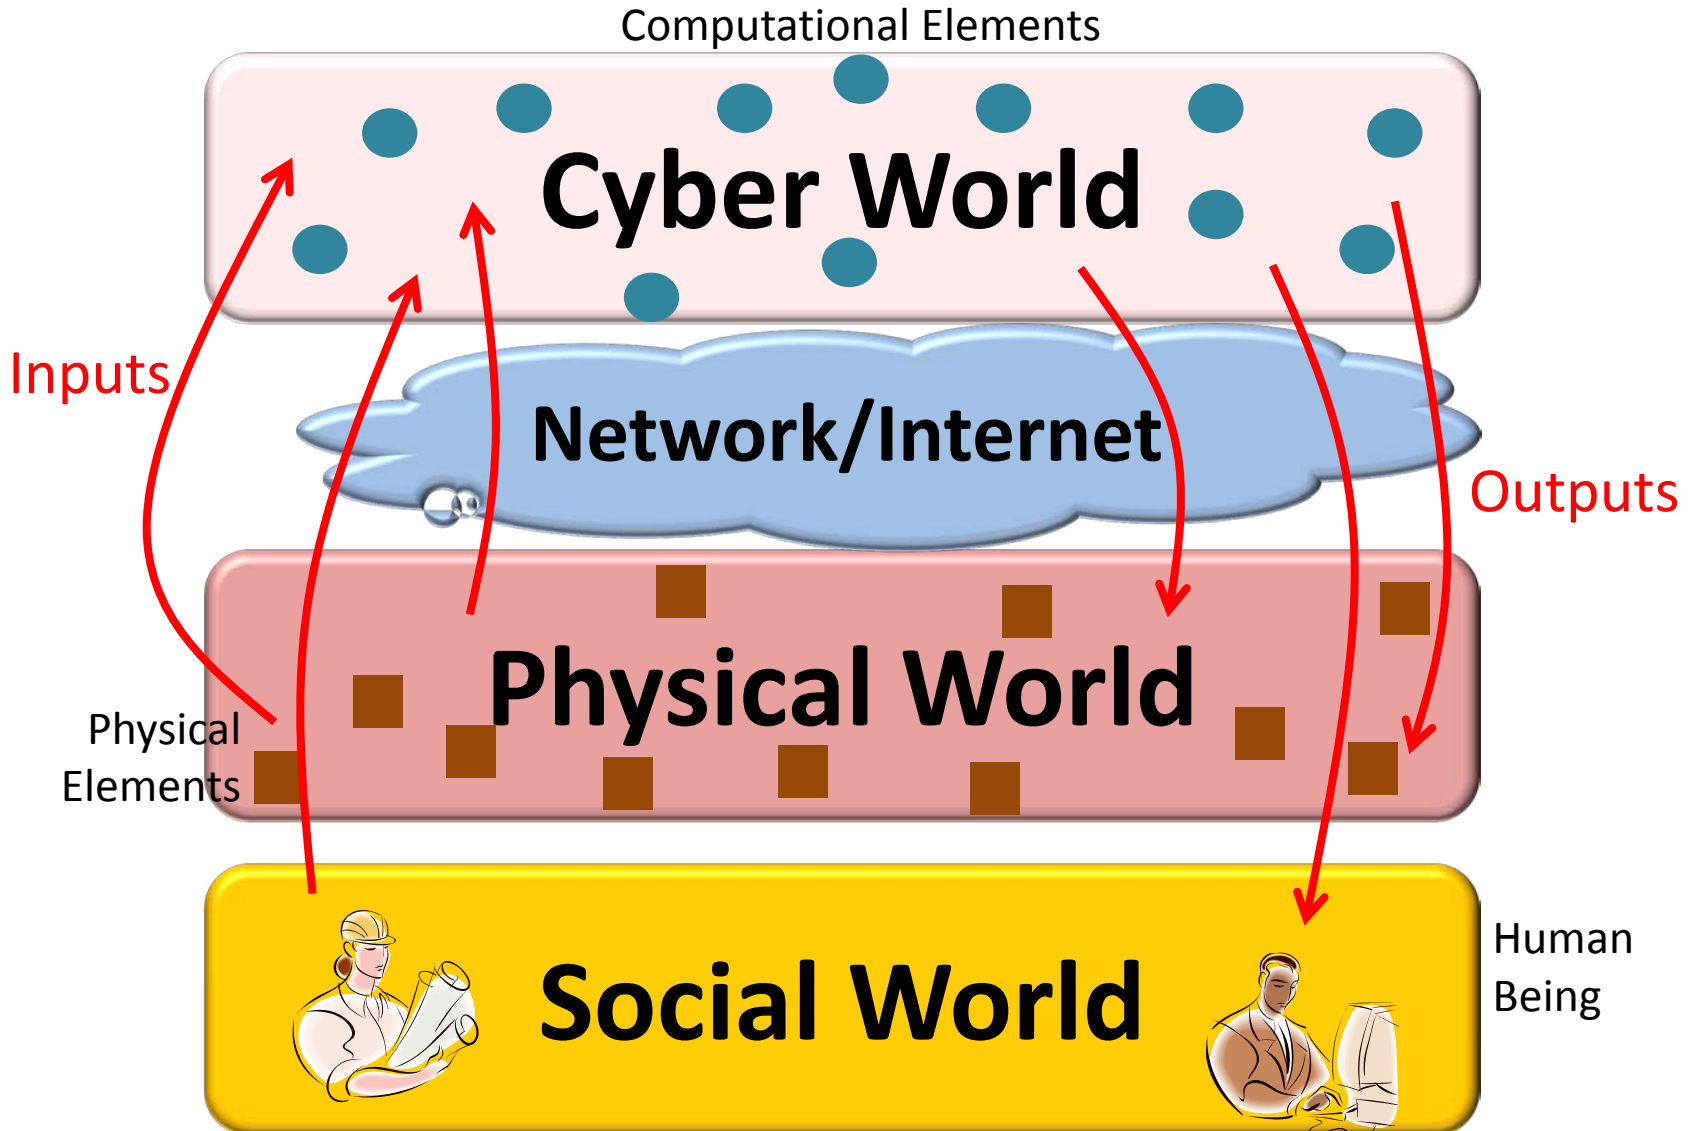 Computational Elements
Cyber World
Inputs
Network/Internet
Outputs
Physical World
Physical
Elements
Social World
Human
Being